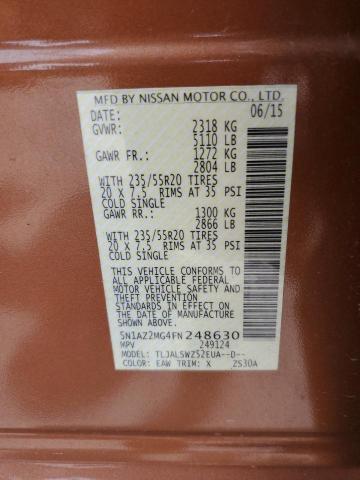 MFD BY NISSAN MOTOR CO., LTD.
DATE: 06/15
GVWR: 2318 KG
5110 LB
GAWR FR.: 1272 KG
2804 LB
WITH 235/55R20 TIRES
20 X 7.5 RIMS AT 35 PSI
COLD SINGLE
GAWR RR.: 1300 KG
2866 LB
WITH 235/55R20 TIRES
20 X 7.5 RIMS AT 35 PSI
COLD SINGLE
THIS VEHICLE CONFORMS TO
ALL APPLICABLE FEDERAL
MOTOR VEHICLE SAFETY AND
THEFT PREVENTION
STANDARDS IN EFFECT ON
THE DATE OF MANUFACTURE
SHOWN ABOVE.
5N1AZ2MG4FN248630
MPV 249124
MODEL: TLJALSWZ52EUA--D--
COLOR: EAW TRIM: X ZS30A